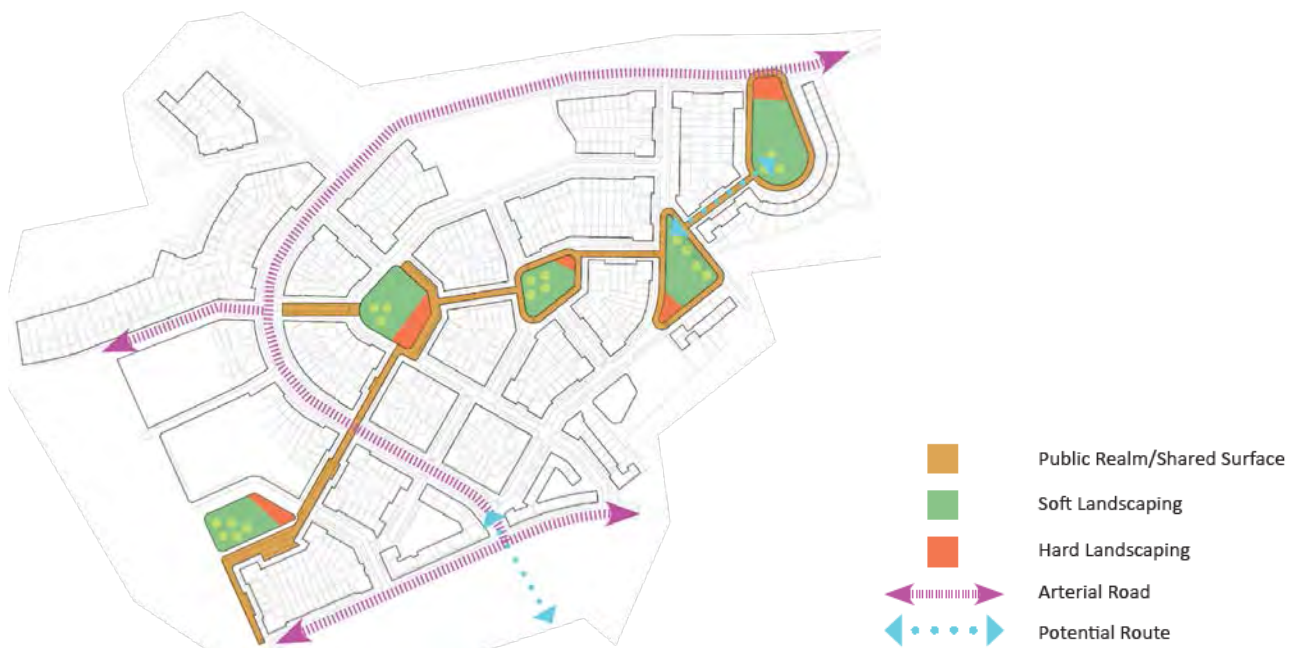 Public Realm/Shared Surface
Soft Landscaping
Hard Landscaping
Arterial Road
Potential Route